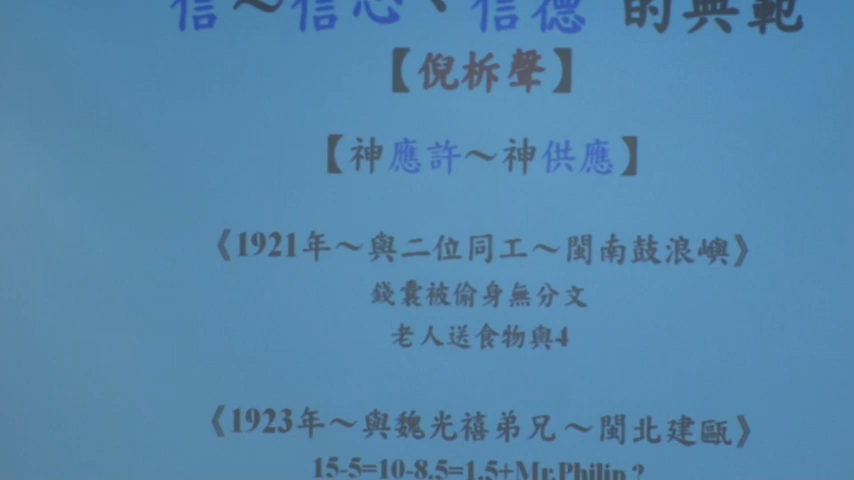 信～信心、信德 的典範
【倪柝聲】
【神應許～神供應】
《1921年～與二位同工～閩南鼓浪嶼》
錢囊被偷身無分文
老人送食物與4
《1923年～與魏光禧弟兄～閩北建甌》
15-5=10-8.5=1.5+Mr.Philip ?